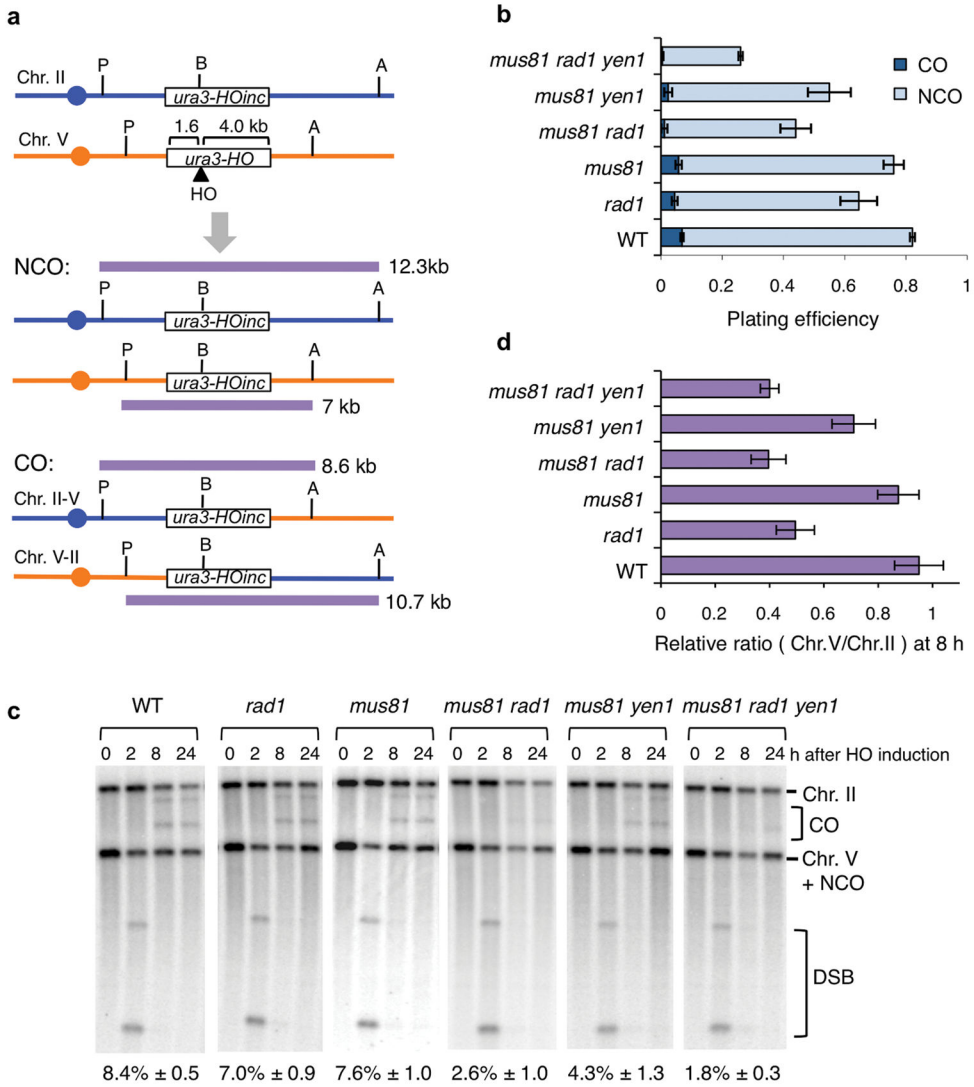 a
P B A
Chr. II
ura3-HOinc
1.6 4.0 kb
Chr. V
P A
ura3-HO
HO
NCO:
12.3kb
P B A
ura3-HOinc
P B A
ura3-HOinc
7 kb
CO:
8.6 kb
Chr. II-V
P B A
ura3-HOinc
Chr. V-II
P B A
ura3-HOinc
10.7 kb
b
mus81 rad1 yen1
mus81 yen1
mus81 rad1
mus81
rad1
WT
CO
NCO
0 0.2 0.4 0.6 0.8 1
Plating efficiency
d
mus81 rad1 yen1
mus81 yen1
mus81 rad1
mus81
rad1
WT
0 0.2 0.4 0.6 0.8 1
Relative ratio ( Chr.V/Chr.II ) at 8 h
c
WT rad1 mus81 mus81 rad1 mus81 yen1 mus81 rad1 yen1
0 2 8 24 0 2 8 24 0 2 8 24 0 2 8 24 0 2 8 24 0 2 8 24 h after HO induction
Chr. II
CO
Chr. V
+ NCO
DSB
8.4% ± 0.5 7.0% ± 0.9 7.6% ± 1.0 2.6% ± 1.0 4.3% ± 1.3 1.8% ± 0.3